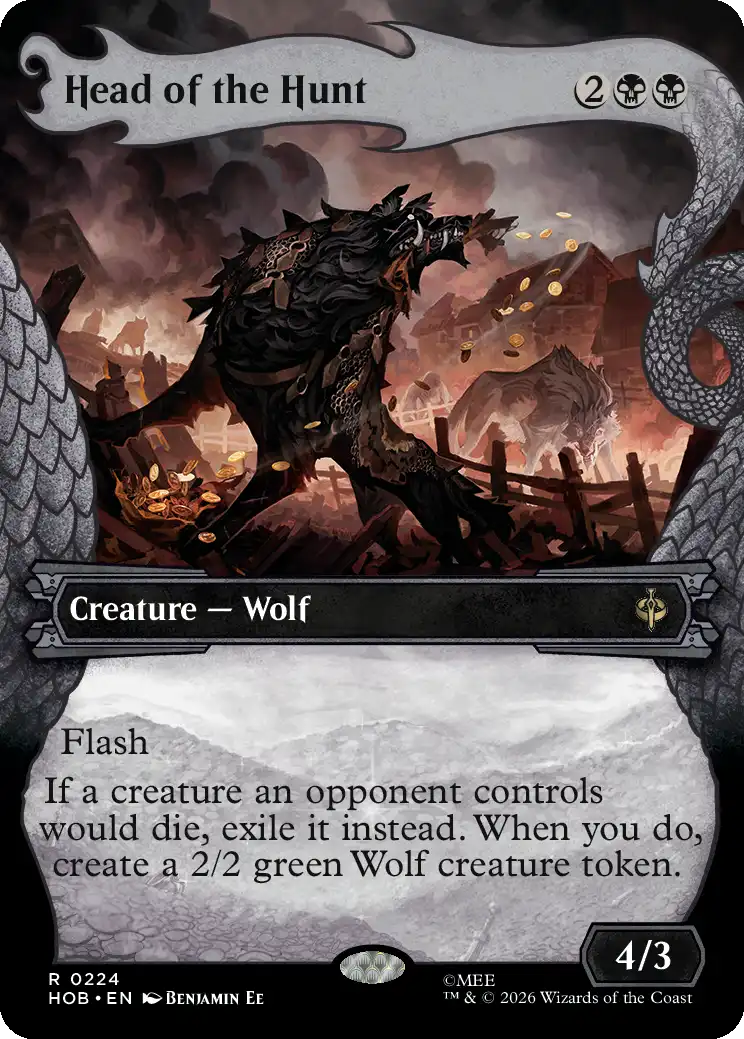 Head of the Hunt 2
Creature — Wolf
Flash
If a creature an opponent controls
would die, exile it instead. When you do,
create a 2/2 green Wolf creature token.
4/3
R 0224
HOB • EN Benjamin Ee
©MEE
™ & © 2026 Wizards of the Coast